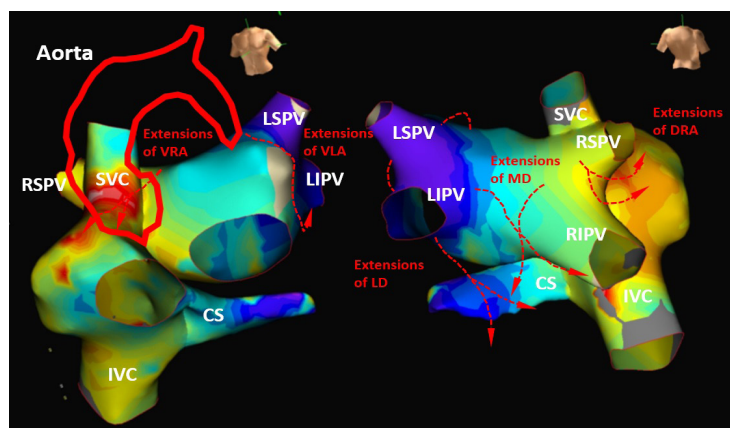 Aorta
Extensions
of VRA
LSPV
Extensions
of VLA
RSPV
SVC
LIPV
CS
IVC
SVC
Extensions
of DRA
LSPV
RSPV
Extensions
of MD
LIPV
RIPV
Extensions
of LD
CS
IVC